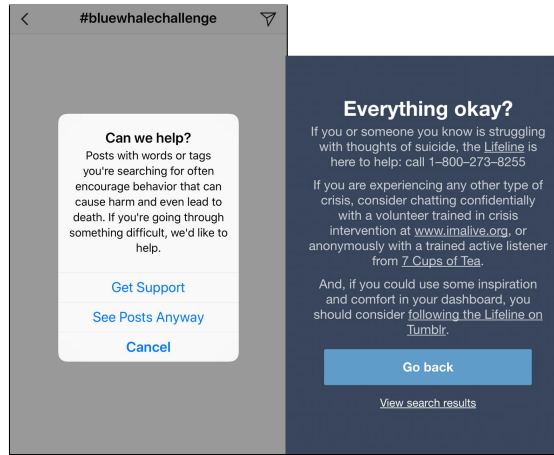 #bluewhalechallenge
Can we help?
Posts with words or tags
you're searching for often
encourage behavior that can
cause harm and even lead to
death. If you're going through
something difficult, we'd like to
help.
Get Support
See Posts Anyway
Cancel
Everything okay?
If you or someone you know is struggling
with thoughts of suicide, the Lifeline is
here to help: call 1–800–273–8255
If you are experiencing any other type of
crisis, consider chatting confidentially
with a volunteer trained in crisis
intervention at www.imalive.org, or
anonymously with a trained active listener
from 7 Cups of Tea.
And, if you could use some inspiration
and comfort in your dashboard, you
should consider following the Lifeline on
Tumblr.
Go back
View search results